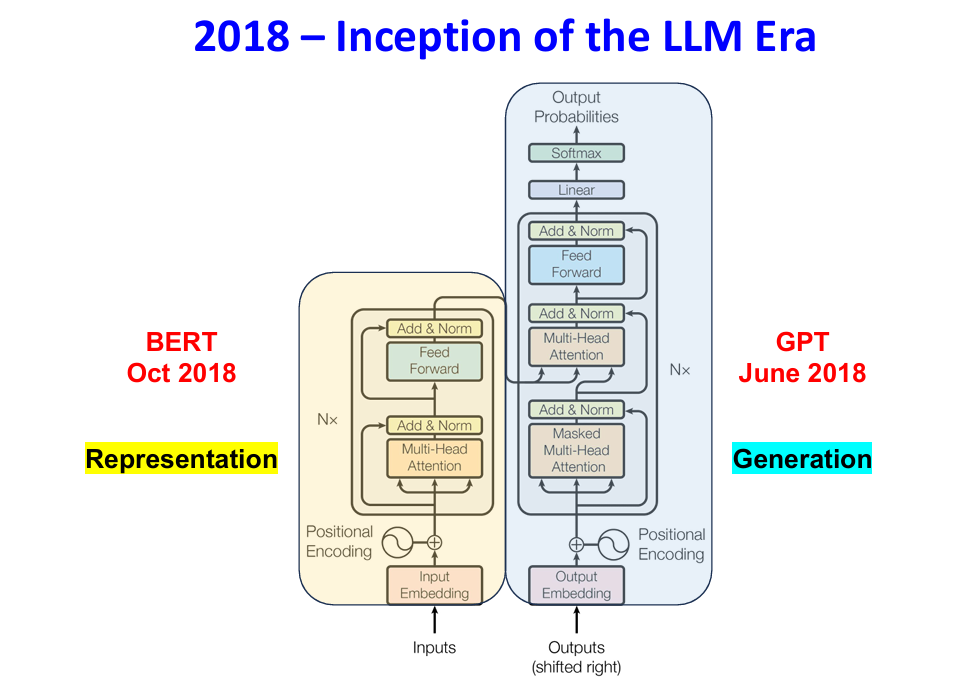 2018 – Inception of the LLM Era
Output
Probabilities
Softmax
Linear
Add & Norm
Feed
Forward
Add & Norm
Multi-Head
Attention
Add & Norm
Masked
Multi-Head
Attention
N×
Positional
Encoding
Output
Embedding
Outputs
(shifted right)
Add & Norm
Feed
Forward
Add & Norm
Multi-Head
Attention
N×
Positional
Encoding
Input
Embedding
Inputs
BERT
Oct 2018
Representation
GPT
June 2018
Generation